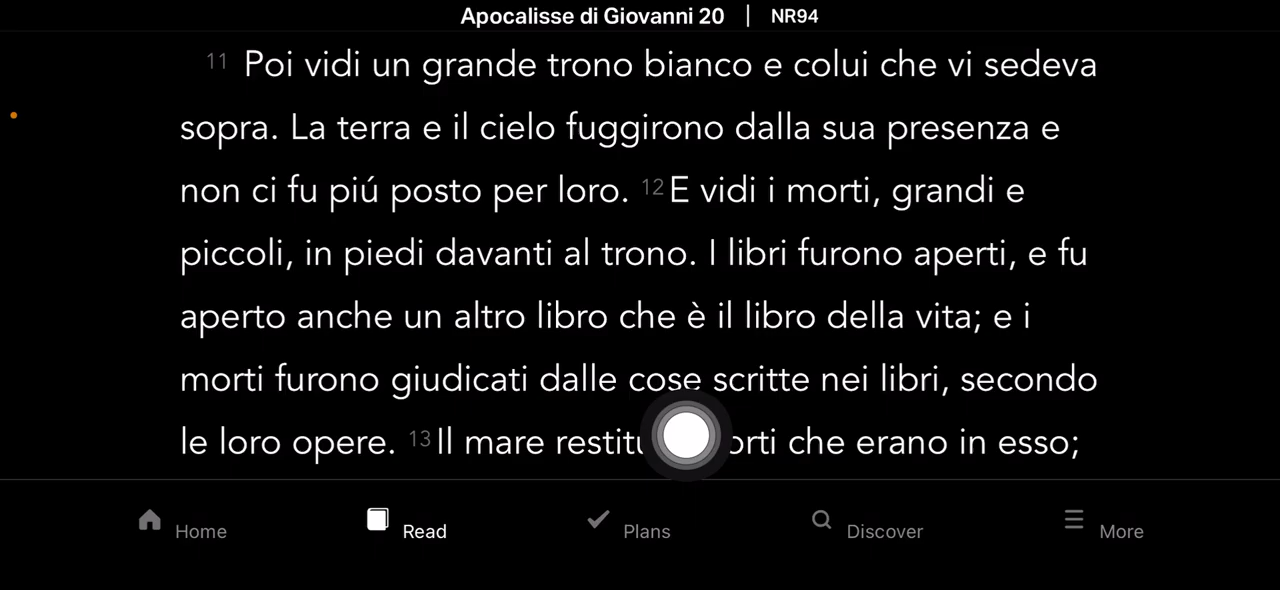 Apocalisse di Giovanni 20 | NR94
11 Poi vidi un grande trono bianco e colui che vi sedeva
sopra. La terra e il cielo fuggirono dalla sua presenza e
non ci fu piú posto per loro. 12 E vidi i morti, grandi e
piccoli, in piedi davanti al trono. I libri furono aperti, e fu
aperto anche un altro libro che è il libro della vita; e i
morti furono giudicati dalle cose scritte nei libri, secondo
le loro opere. 13 Il mare che erano in esso;
Home Read Plans Discover More